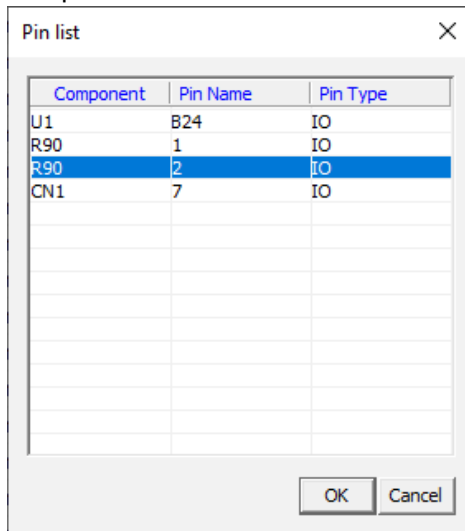 Pin list
Component Pin Name Pin Type
U1 B24 IO
R90 1 IO
R90 2 IO
CN1 7 IO
OK Cancel